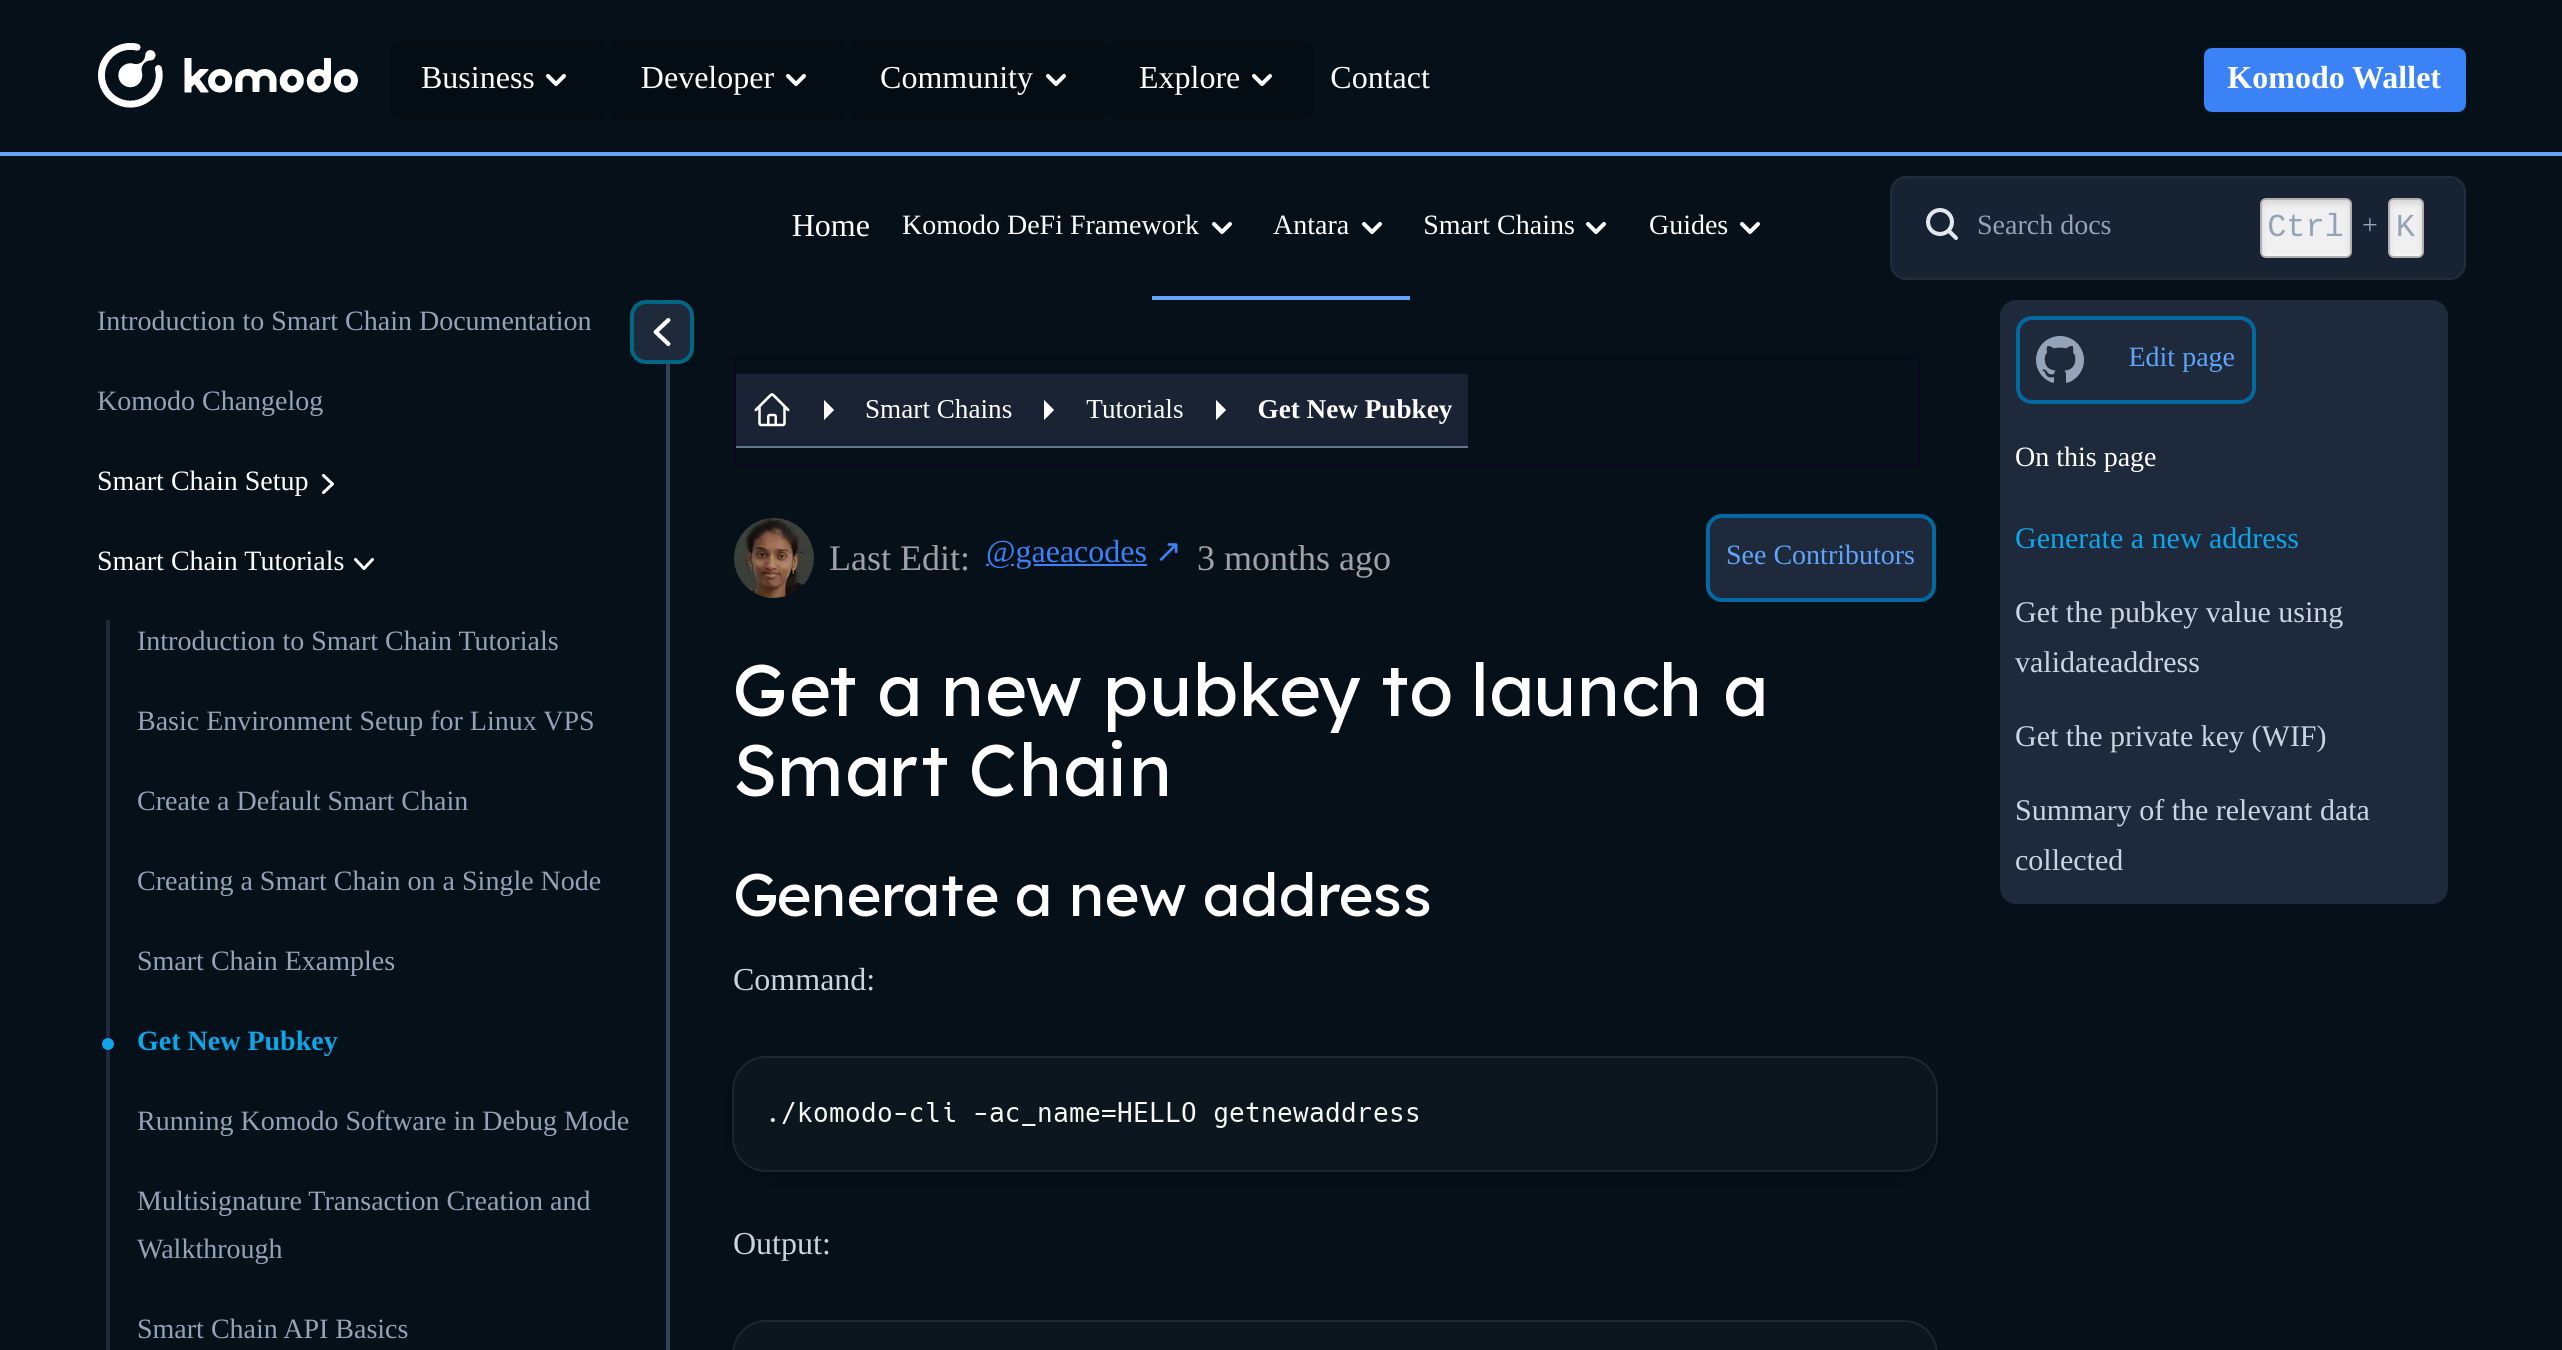 komodo
Business
Developer
Community
Explore
Contact
Komodo Wallet
Home
Komodo DeFi Framework
Antara
Smart Chains
Guides
Search docs
Ctrl + K
Introduction to Smart Chain Documentation
Komodo Changelog
Smart Chain Setup
Smart Chain Tutorials
Introduction to Smart Chain Tutorials
Basic Environment Setup for Linux VPS
Create a Default Smart Chain
Creating a Smart Chain on a Single Node
Smart Chain Examples
Get New Pubkey
Running Komodo Software in Debug Mode
Multisignature Transaction Creation and
Walkthrough
Smart Chain API Basics
Smart Chains
Tutorials
Get New Pubkey
Last Edit: @gaeacodes ↗ 3 months ago
See Contributors
Get a new pubkey to launch a
Smart Chain
Generate a new address
Command:
./komodo-cli -ac_name=HELLO getnewaddress
Output:
Edit page
On this page
Generate a new address
Get the pubkey value using
validateaddress
Get the private key (WIF)
Summary of the relevant data
collected